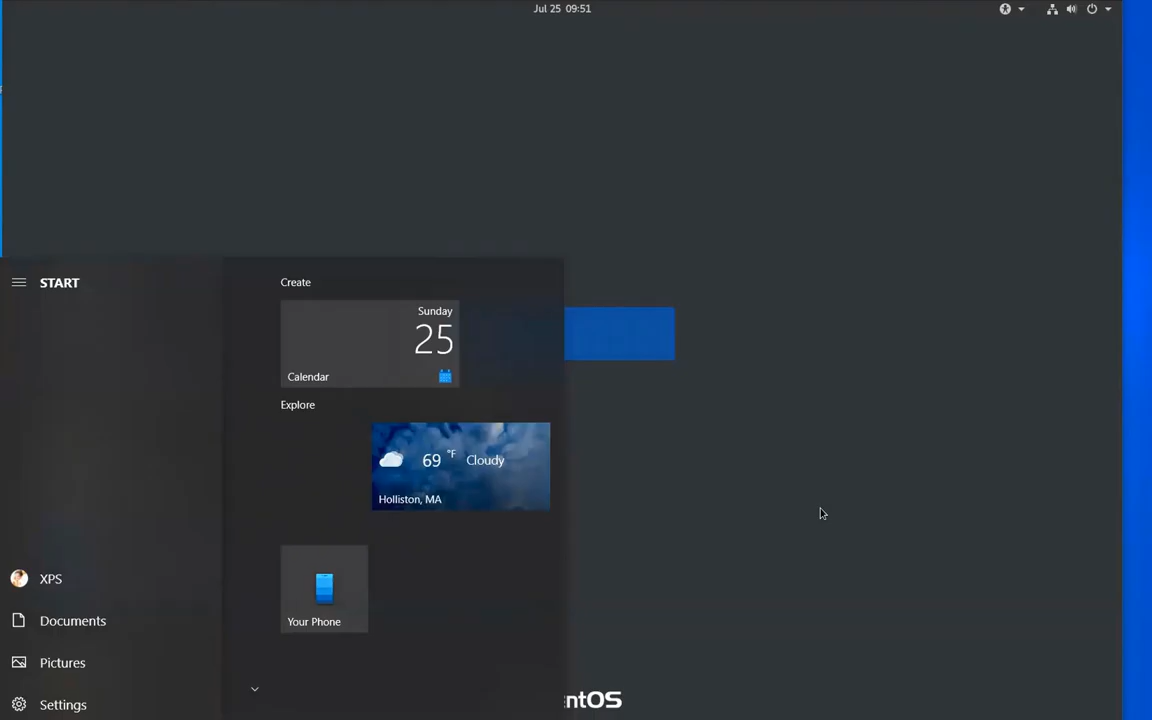 Jul 25 09:51
START
Create
Sunday
25
Calendar
Explore
69 °F Cloudy
Holliston, MA
XPS
Your Phone
Documents
Pictures
Settings
ntOS